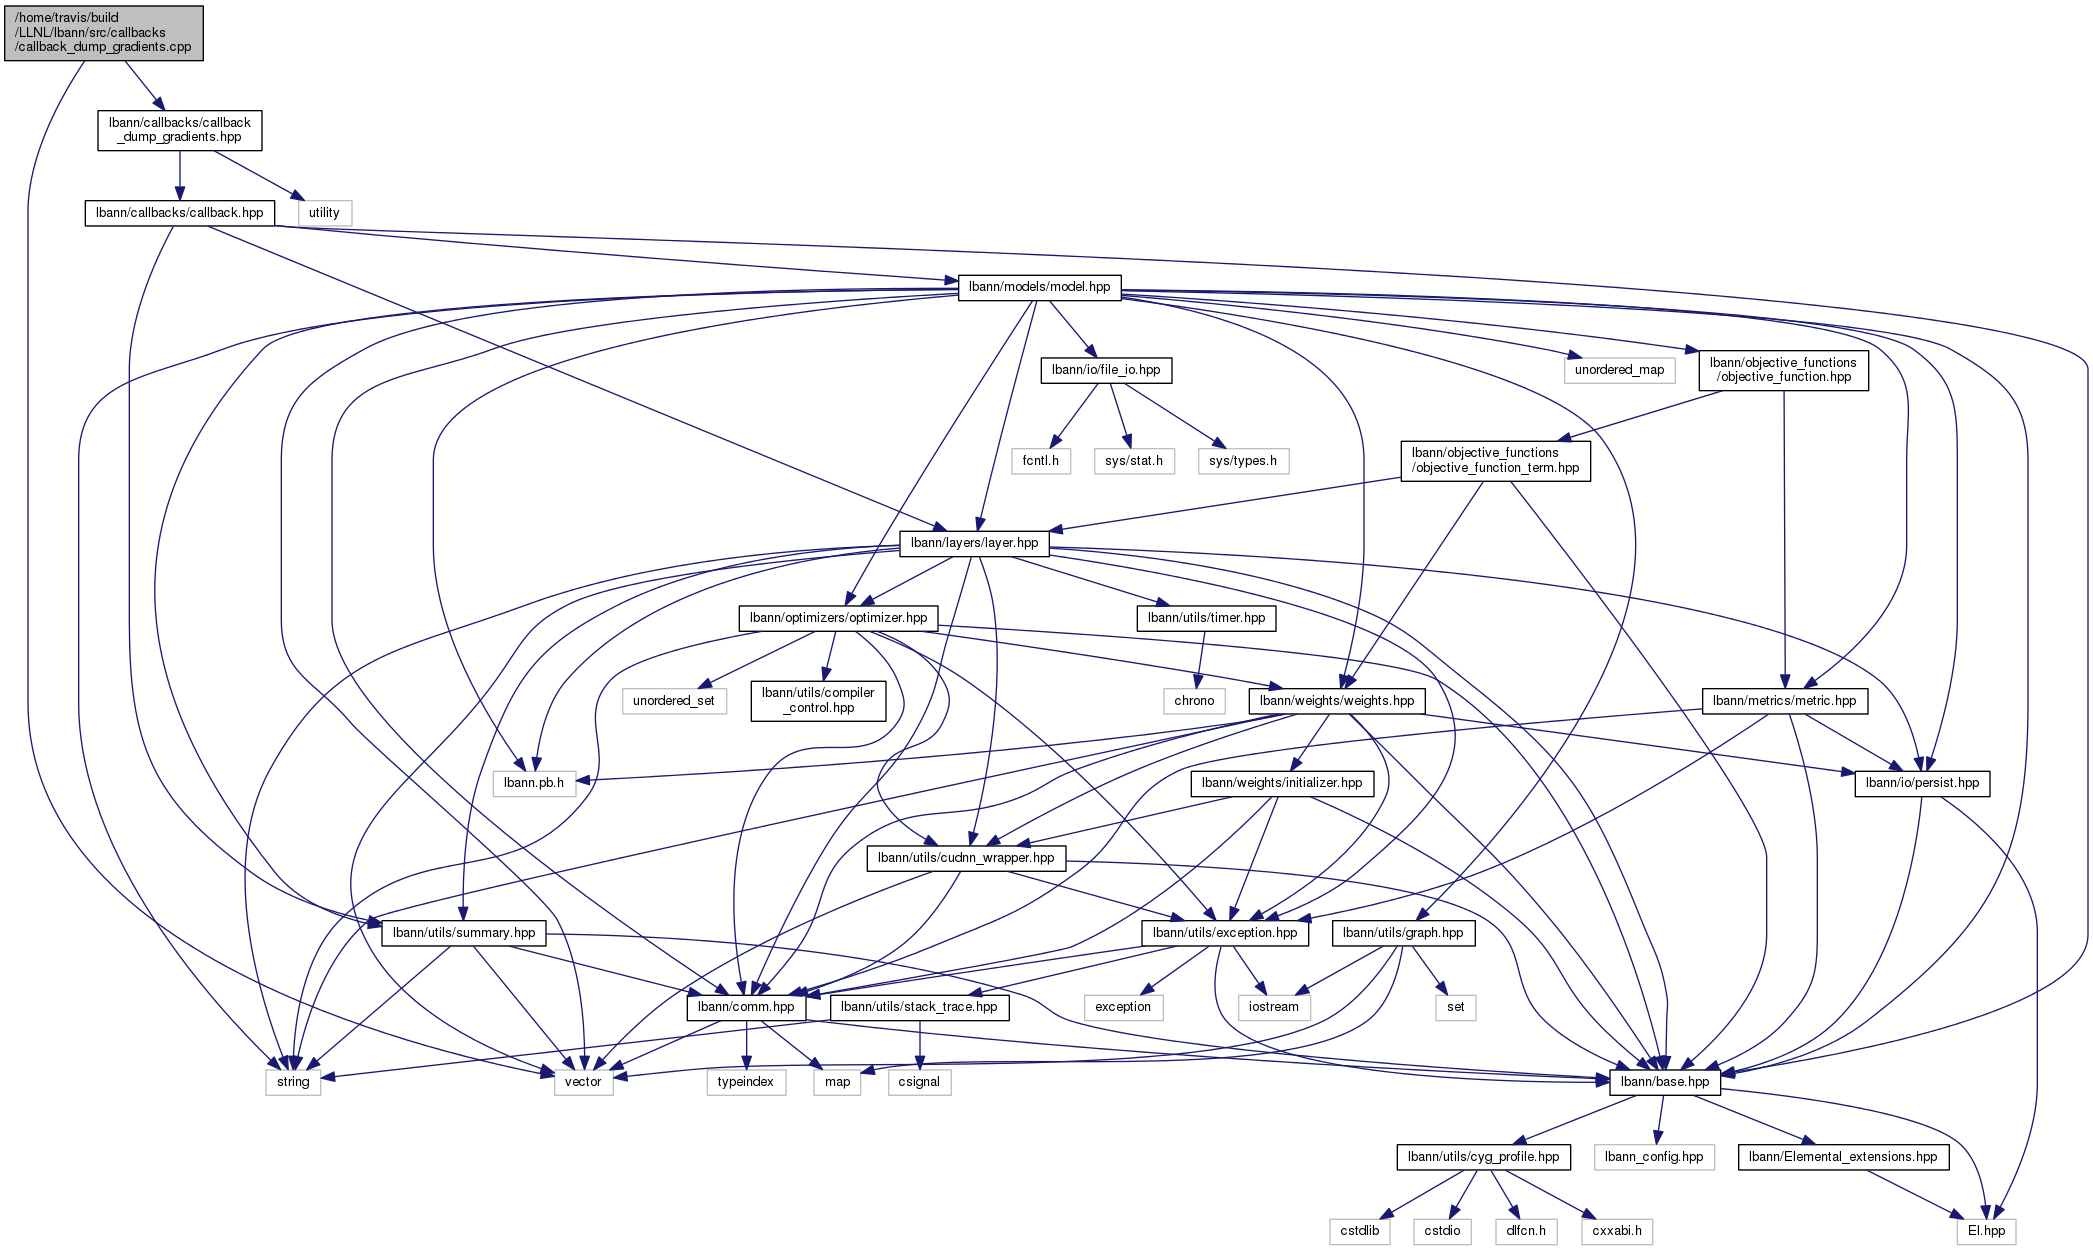 /home/travis/build
/LLNL/lbann/src/callbacks
/callback_dump_gradients.cpp
lbann/callbacks/callback
_dump_gradients.hpp
lbann/callbacks/callback.hpp
utility
lbann/models/model.hpp
lbann/io/file_io.hpp
unordered_map
lbann/objective_functions
/objective_function.hpp
fcntl.h
sys/stat.h
sys/types.h
lbann/objective_functions
/objective_function_term.hpp
lbann/layers/layer.hpp
lbann/optimizers/optimizer.hpp
lbann/utils/timer.hpp
unordered_set
lbann/utils/compiler
_control.hpp
chrono
lbann/weights/weights.hpp
lbann/metrics/metric.hpp
lbann.pb.h
lbann/weights/initializer.hpp
lbann/io/persist.hpp
lbann/utils/cudnn_wrapper.hpp
lbann/utils/summary.hpp
lbann/utils/exception.hpp
lbann/utils/graph.hpp
lbann/comm.hpp
lbann/utils/stack_trace.hpp
exception
iostream
set
string
vector
typeindex
map
csignal
lbann/base.hpp
lbann/utils/cyg_profile.hpp
lbann_config.hpp
lbann/Elemental_extensions.hpp
cstdlib
cstdio
dlfcn.h
cxxabi.h
El.hpp